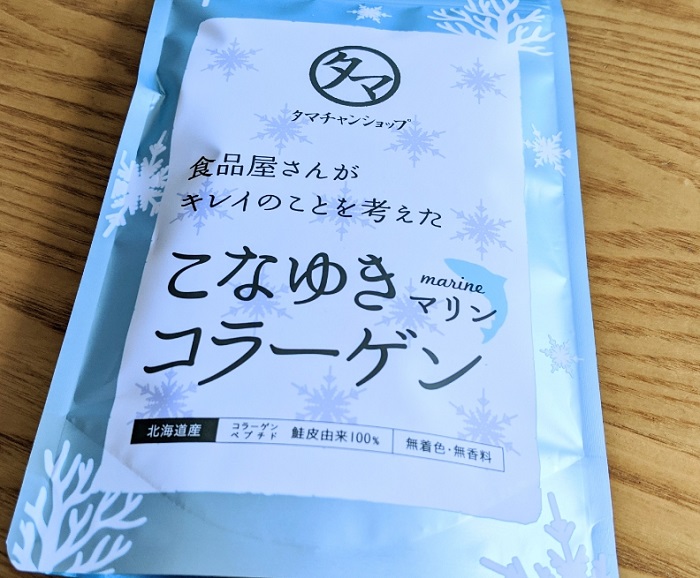 タマ
タマチャンショップ
食品屋さんが
キレイのことを考えた
こなゆき
marine
マリン
コラーゲン
北海道産 コラーゲンペプチド 鮭皮由来100% 無着色・無香料